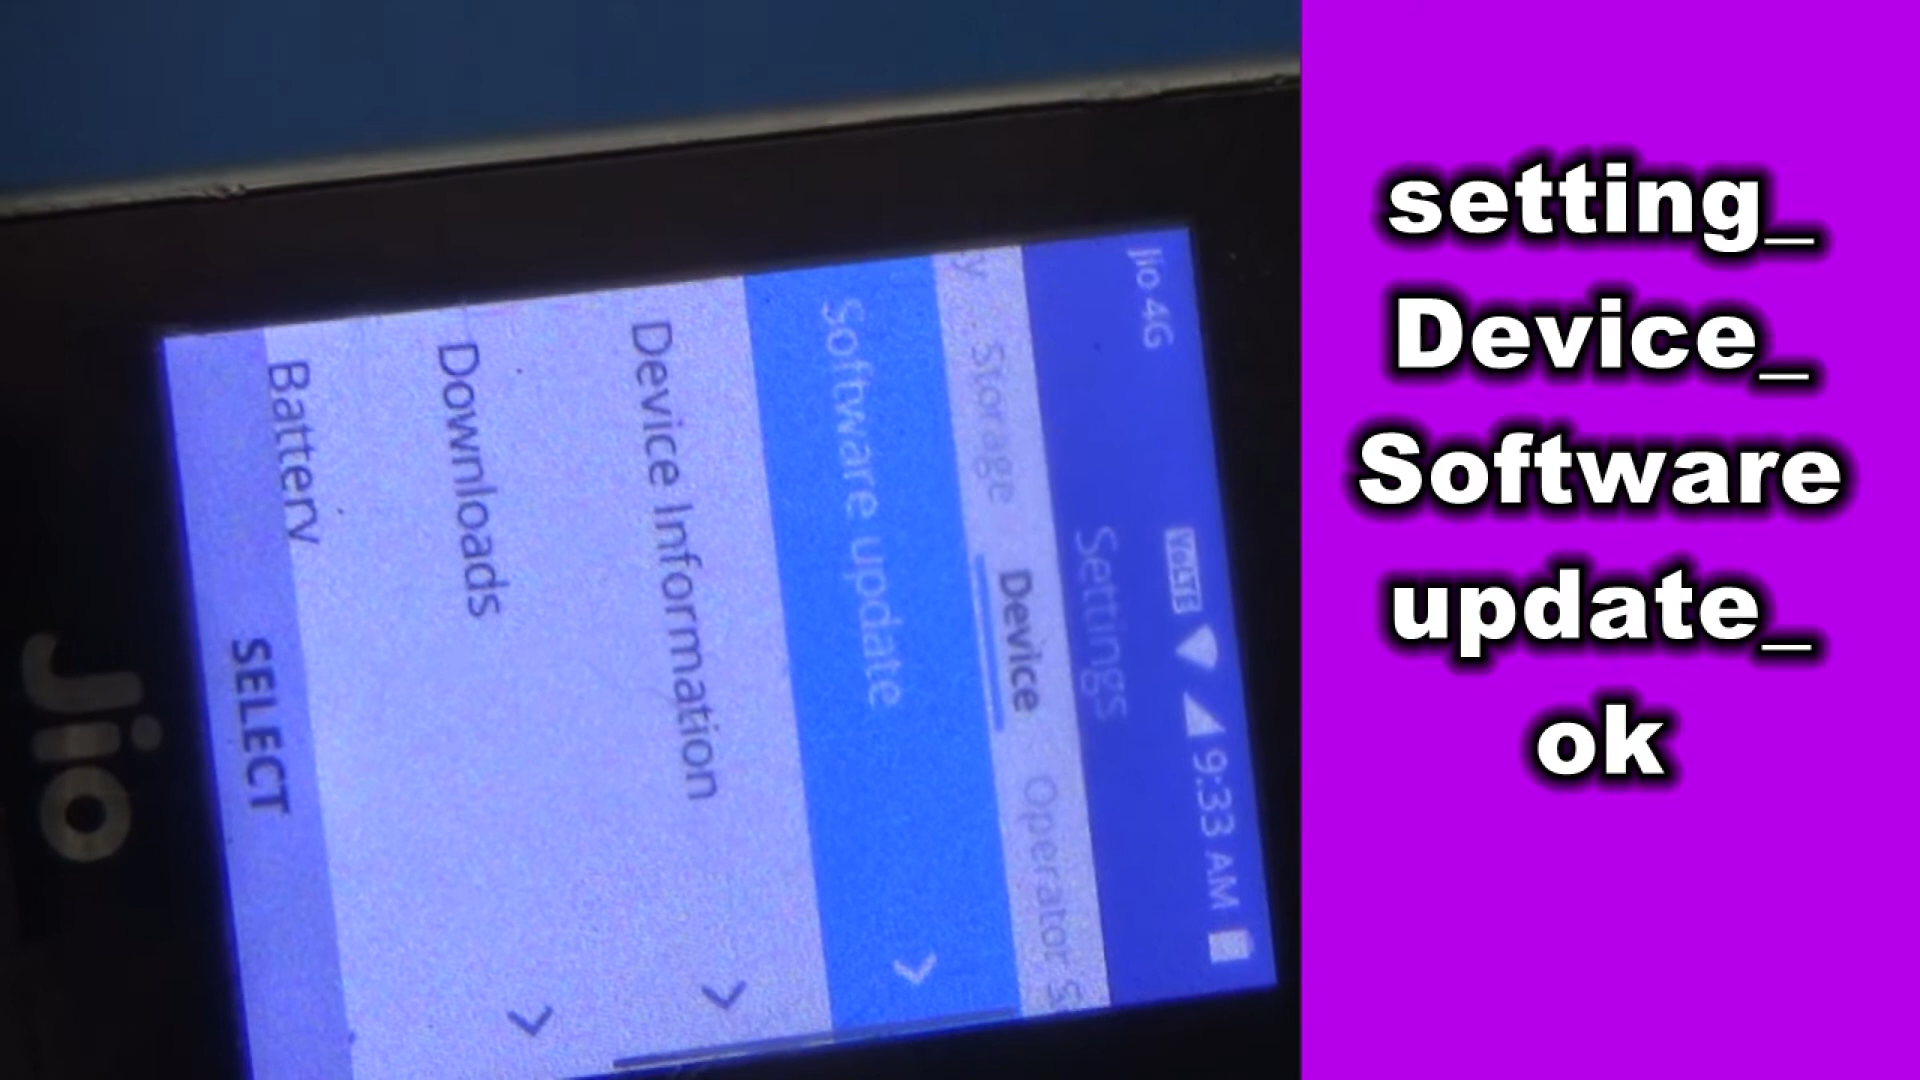 Jio 4G VoLTE 9:33 AM
Settings
y Storage Device Operator S
Software update
Device Information
Downloads
Battery
SELECT
Jio
setting_
Device_
Software
update_
ok